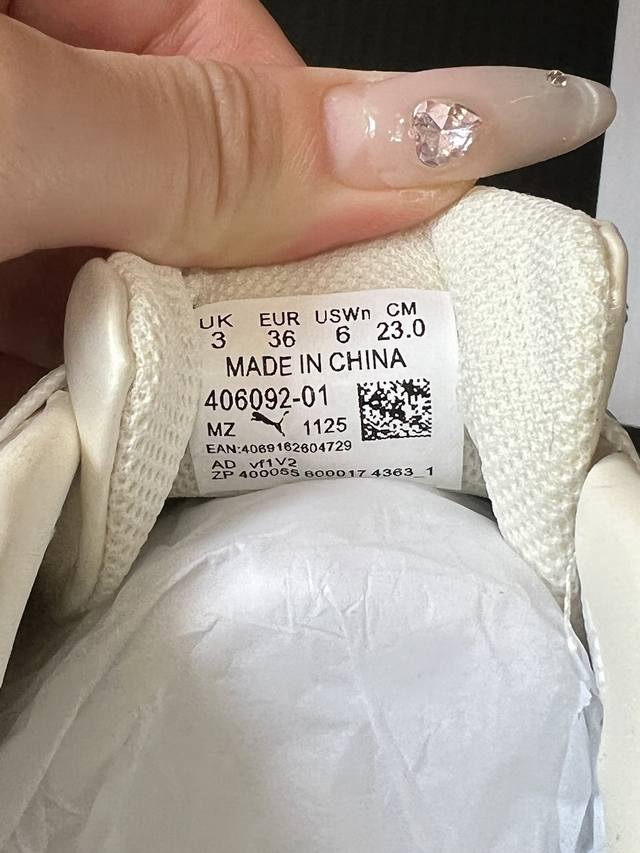 UK EUR USWn CM
3 36 6 23.0
MADE IN CHINA
406092-01
MZ 1125
EAN:4069162604729
AD vf1V2
ZP 400055 600017 4363_1